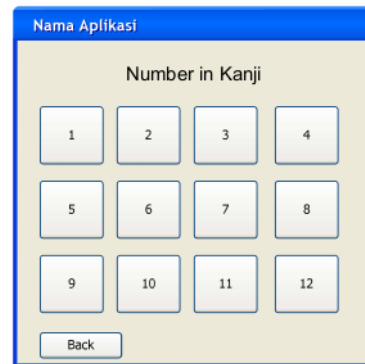 Nama Aplikasi
Number in Kanji
1 2 3 4
5 6 7 8
9 10 11 12
Back